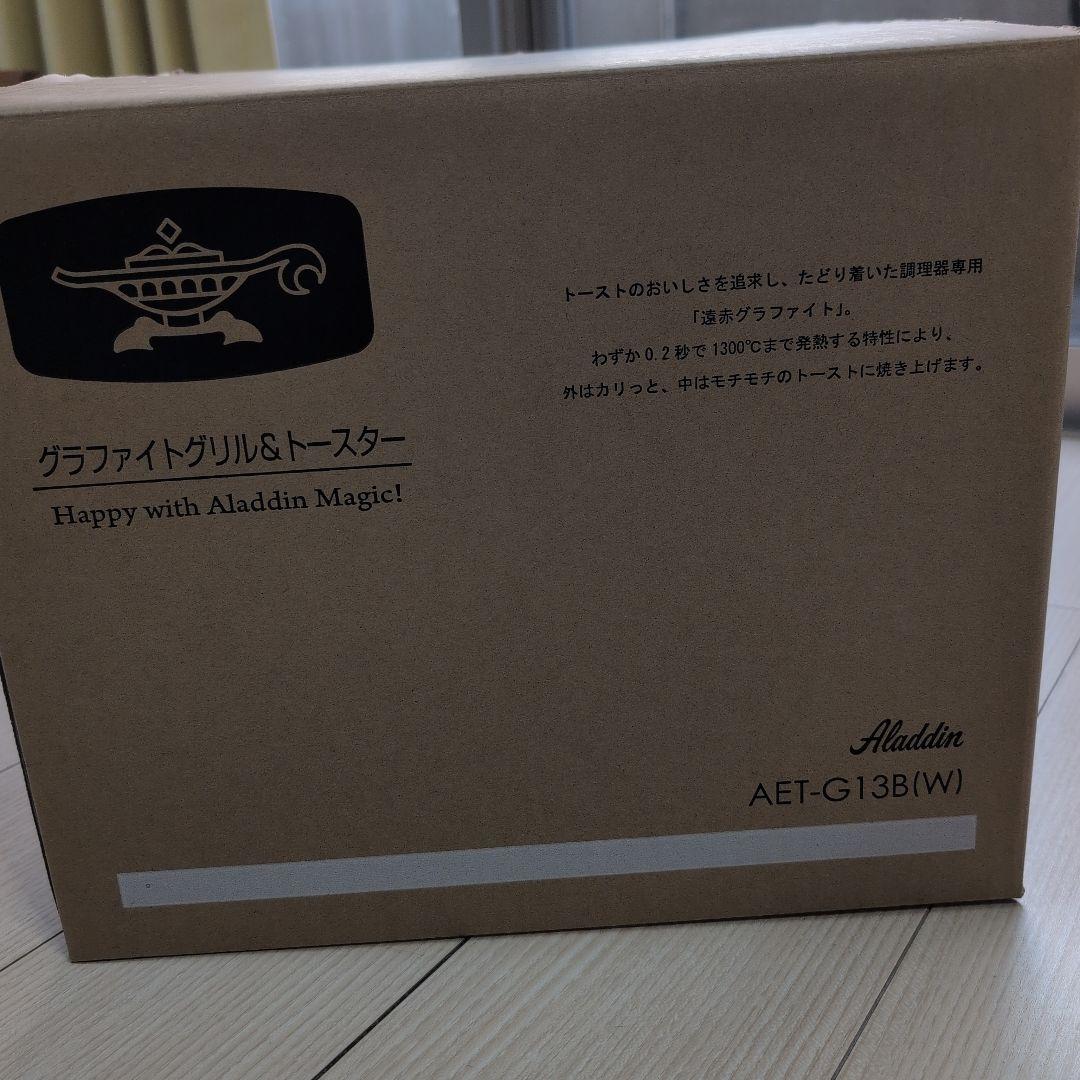 トーストのおいしさを追求し、たどり着いた調理器専用
「遠赤グラファイト」。
わずか0.2秒で1300℃まで発熱する特性により、
外はカリっと、中はモチモチのトーストに焼き上げます。
グラファイトグリル&トースター
Happy with Aladdin Magic!
Aladdin
AET-G13B(W)